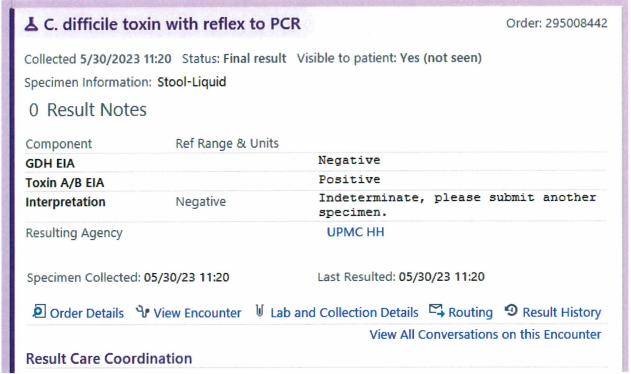 C. difficile toxin with reflex to PCR Order: 295008442
Collected 5/30/2023 11:20 Status: Final result Visible to patient: Yes (not seen)
Specimen Information: Stool-Liquid
0 Result Notes
Component Ref Range & Units
GDH EIA Negative
Toxin A/B EIA Positive
Interpretation Negative Indeterminate, please submit another
specimen.
Resulting Agency UPMC HH
Specimen Collected: 05/30/23 11:20 Last Resulted: 05/30/23 11:20
Order Details View Encounter Lab and Collection Details Routing Result History
View All Conversations on this Encounter
Result Care Coordination